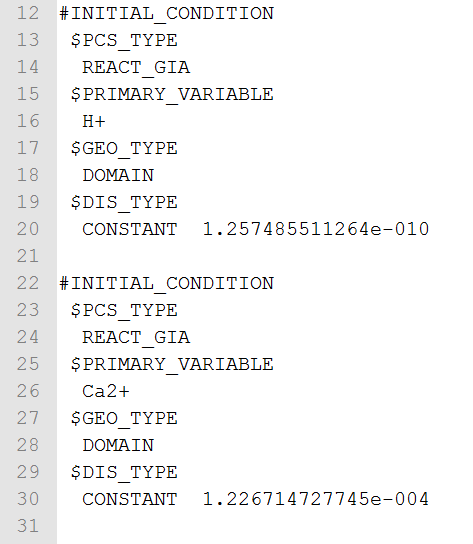 12 #INITIAL_CONDITION
13 $PCS_TYPE
14 REACT_GIA
15 $PRIMARY_VARIABLE
16 H+
17 $GEO_TYPE
18 DOMAIN
19 $DIS_TYPE
20 CONSTANT 1.257485511264e-010
21
22 #INITIAL_CONDITION
23 $PCS_TYPE
24 REACT_GIA
25 $PRIMARY_VARIABLE
26 Ca2+
27 $GEO_TYPE
28 DOMAIN
29 $DIS_TYPE
30 CONSTANT 1.226714727745e-004
31